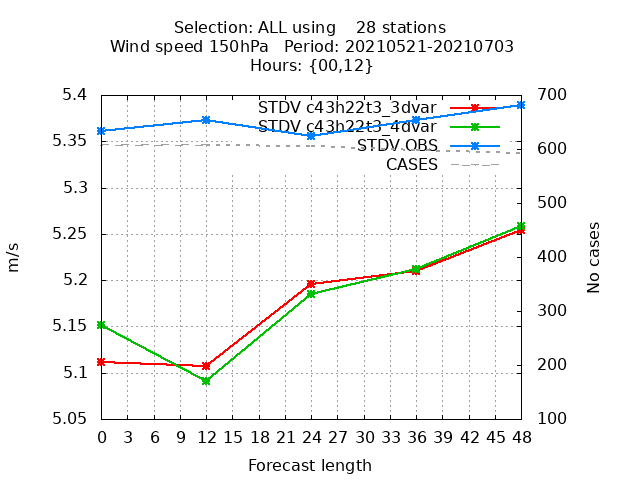 Selection: ALL using    28 stations
Wind speed 150hPa   Period: 20210521-20210703
Hours: {00,12}
5.4
5.35
5.3
5.25
5.2
5.15
5.1
5.05
m/s
STDV c43h22t3_3dvar
STDV c43h22t3_4dvar
STDV OBS
CASES
700
600
500
400
300
200
100
No cases
0 3 6 9 12 15 18 21 24 27 30 33 36 39 42 45 48
Forecast length